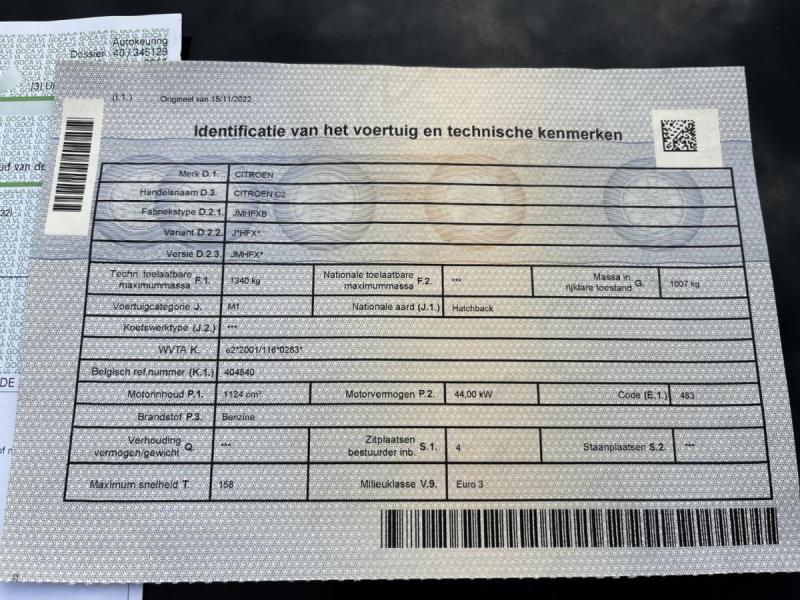 Autokeuring
Dossier 40 / 345129
(I.1.) Origineel van 15/11/2022
Identificatie van het voertuig en technische kenmerken
Merk D.1. CITROEN
Handelsnaam D.3. CITROEN C2
Fabriekstype D.2.1. JMHFXB
Variant D.2.2. J*HFX*
Versie D.2.3. JMHFX*
Techn. toelaatbare maximummassa F.1. 1340 kg Nationale toelaatbare maximummassa F.2. *** Massa in rijklare toestand G. 1007 kg
Voertuigcategorie J. M1 Nationale aard (J.1.) Hatchback
Koetswerktype (J.2.) ***
WVTA K. e2*2001/116*0283*
Belgisch ref.nummer (K.1.) 404840
Motorinhoud P.1. 1124 cm³ Motorvermogen P.2. 44,00 kW Code (E.1.) 483
Brandstof P.3. Benzine
Verhouding vermogen/gewicht Q. *** Zitplaatsen bestuurder inb. S.1. 4 Staanplaatsen S.2. ***
Maximum snelheid T. 158 Milieuklasse V.9. Euro 3